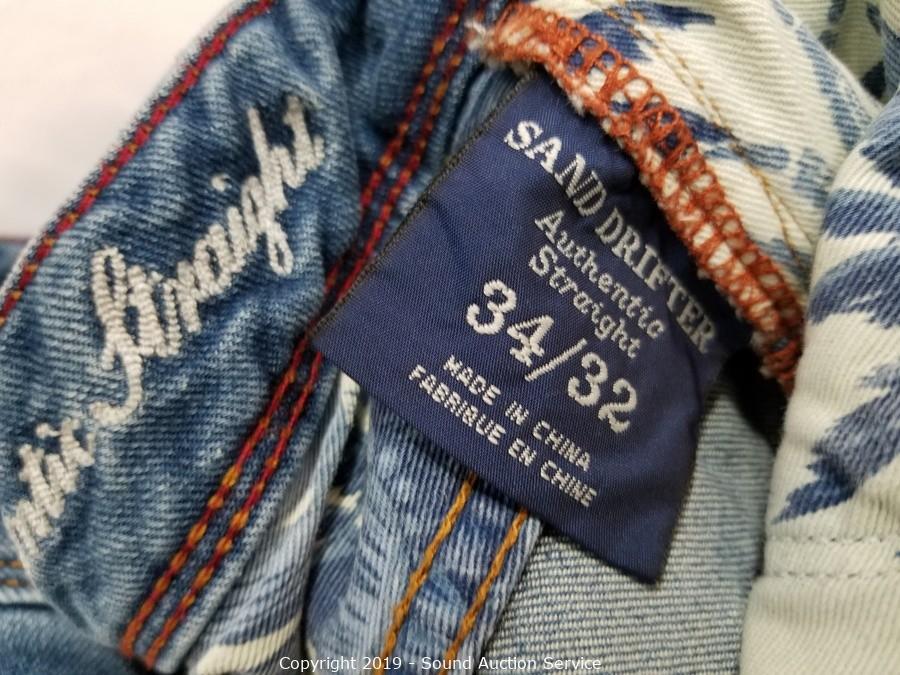 Straight
SAND DRIFTER
Authentic
Straight
34/32
MADE IN CHINA
FABRIQUE EN CHINE
Copyright 2019 - Sound Auction Service